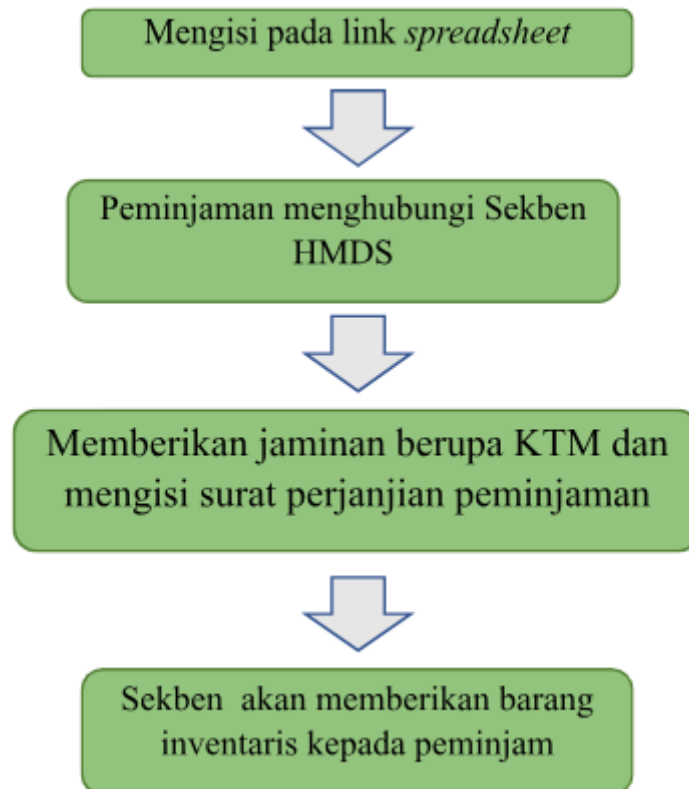 Mengisi pada link spreadsheet
Peminjaman menghubungi Sekben
HMDS
Memberikan jaminan berupa KTM dan
mengisi surat perjanjian peminjaman
Sekben akan memberikan barang
inventaris kepada peminjam